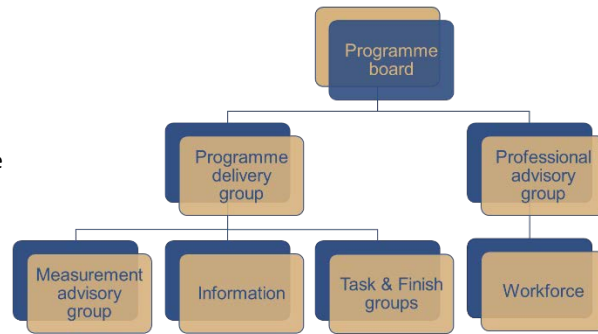 Programme
board
e
Programme
delivery
group
Professional
advisory
group
Measurement
advisory
group
Information
Task & Finish
groups
Workforce